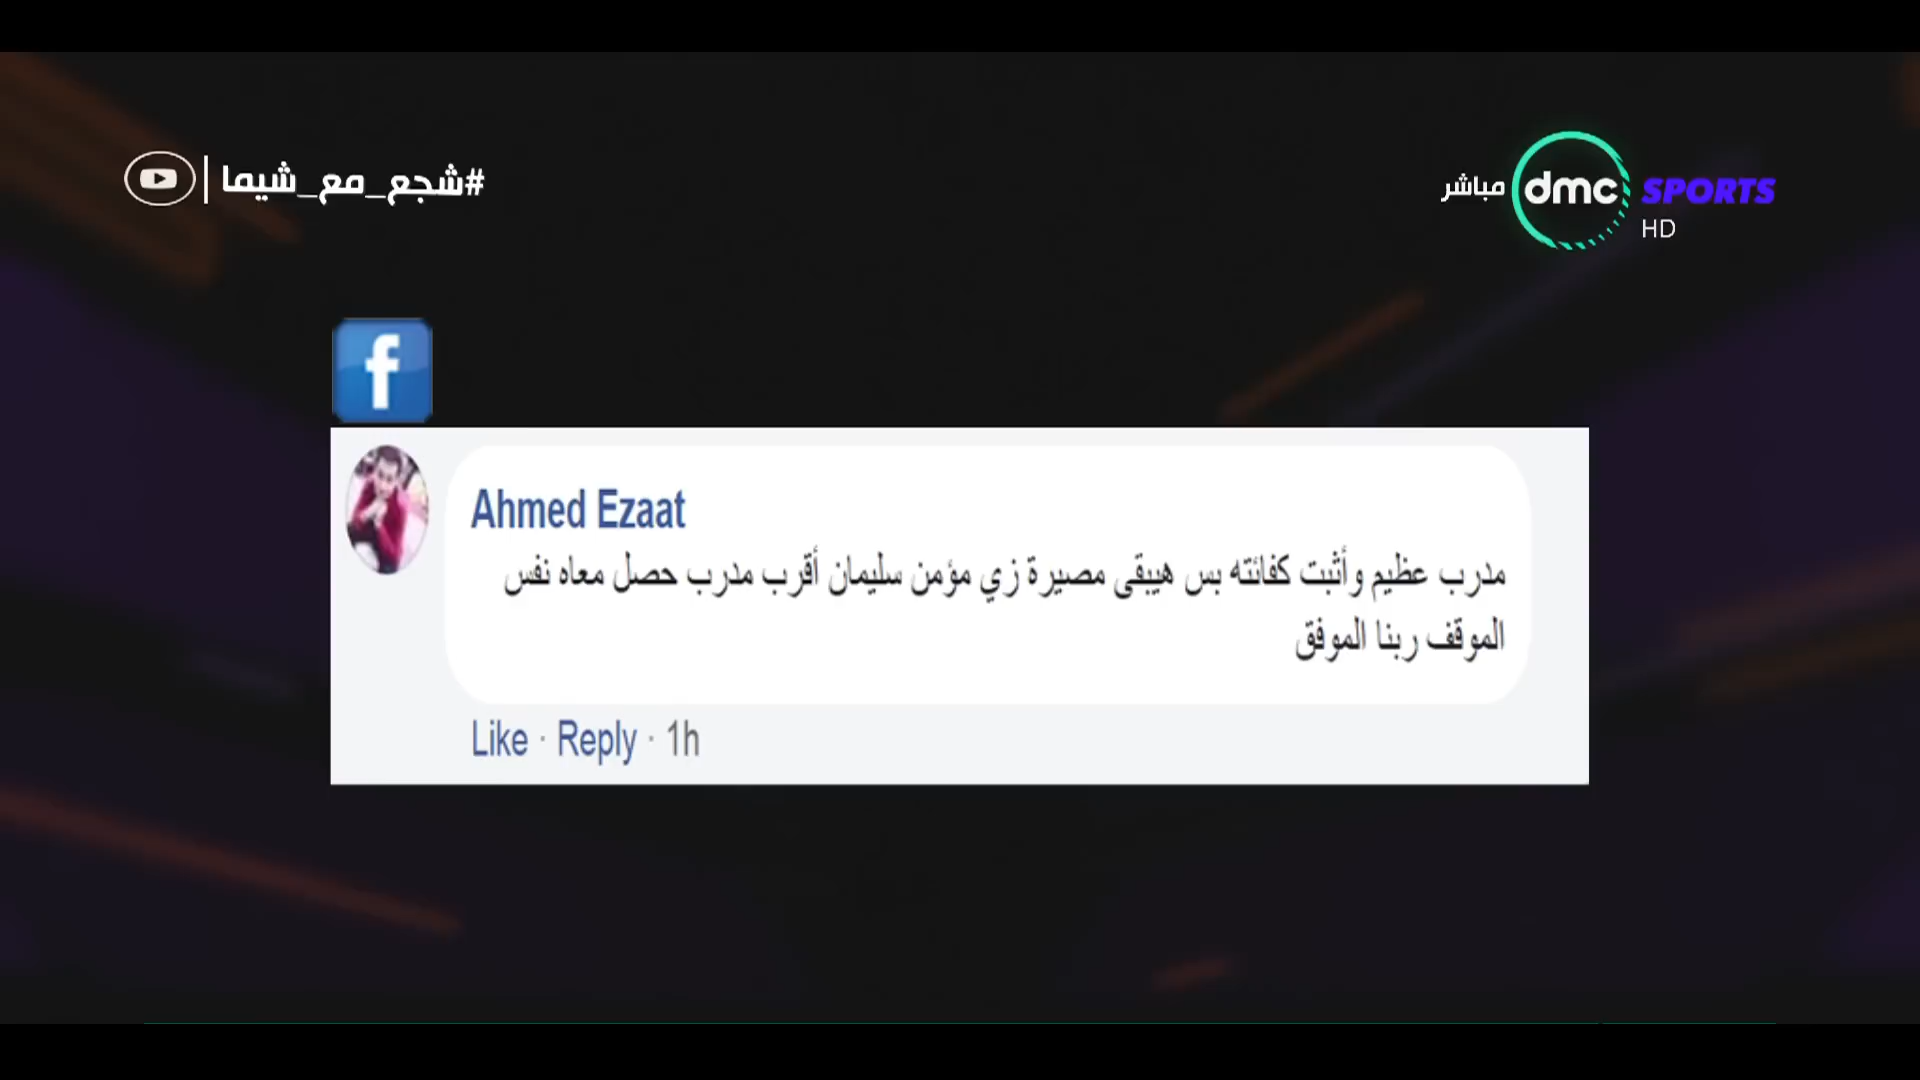 #شجع_مع_شيما
مباشر dmc SPORTS
HD
f
Ahmed Ezaat
مدرب عظيم وأثبت كفائته بس هيبقى مصيرة زي مؤمن سليمان أقرب مدرب حصل معاه نفس
الموقف ربنا الموفق
Like · Reply · 1h